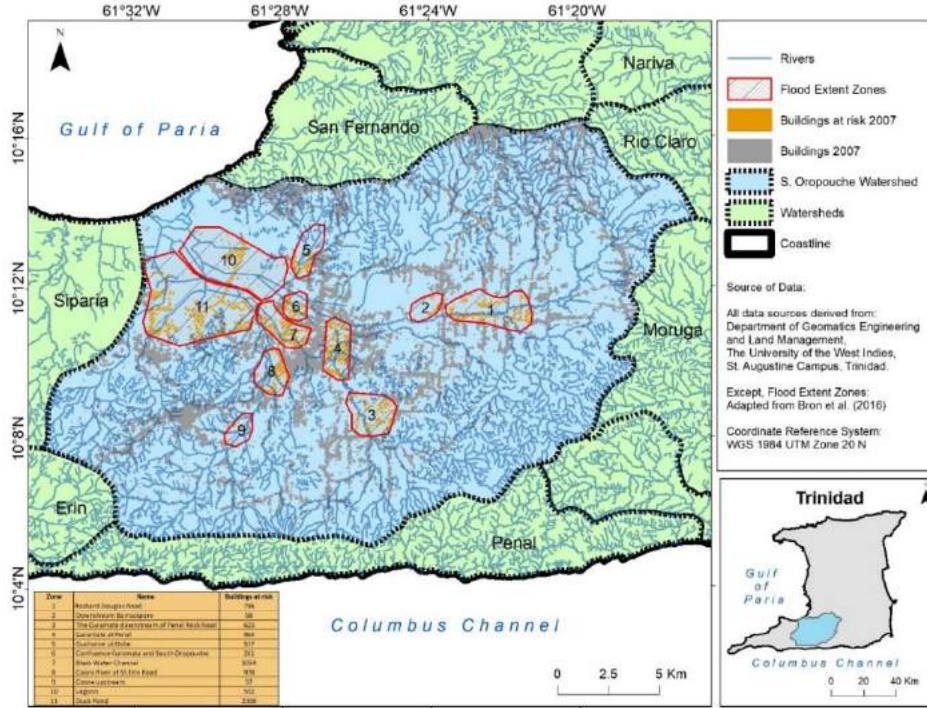 61°32'W 61°28'W 61°24'W 61°20'W
N
Nariva
Gulf of Paria
San Fernando
Rio Claro
10°16'N
10°12'N
10°8'N
10°4'N
Siparia
Moruga
Erin
Penal
10
5
11
6
2
1
7
4
8
3
9
Columbus Channel
0 2.5 5 Km
Zone Name Buildings at risk
1
2 Downstream Barrackpore
3
4
5
6 Confluence and South Oropouche
7 Black Water Channel
8
9 upstream
10 Lagoon
11 Duck Pond
Rivers
Flood Extent Zones
Buildings at risk 2007
Buildings 2007
S. Oropouche Watershed
Watersheds
Coastline
Source of Data:
All data sources derived from:
Department of Geomatics Engineering
and Land Management,
The University of the West Indies,
St. Augustine Campus, Trinidad.
Except, Flood Extent Zones:
Adapted from Bron et al. (2016)
Coordinate Reference System:
WGS 1984 UTM Zone 20 N
Trinidad
Gulf
of
Paria
Columbus Channel
0 20 40 Km